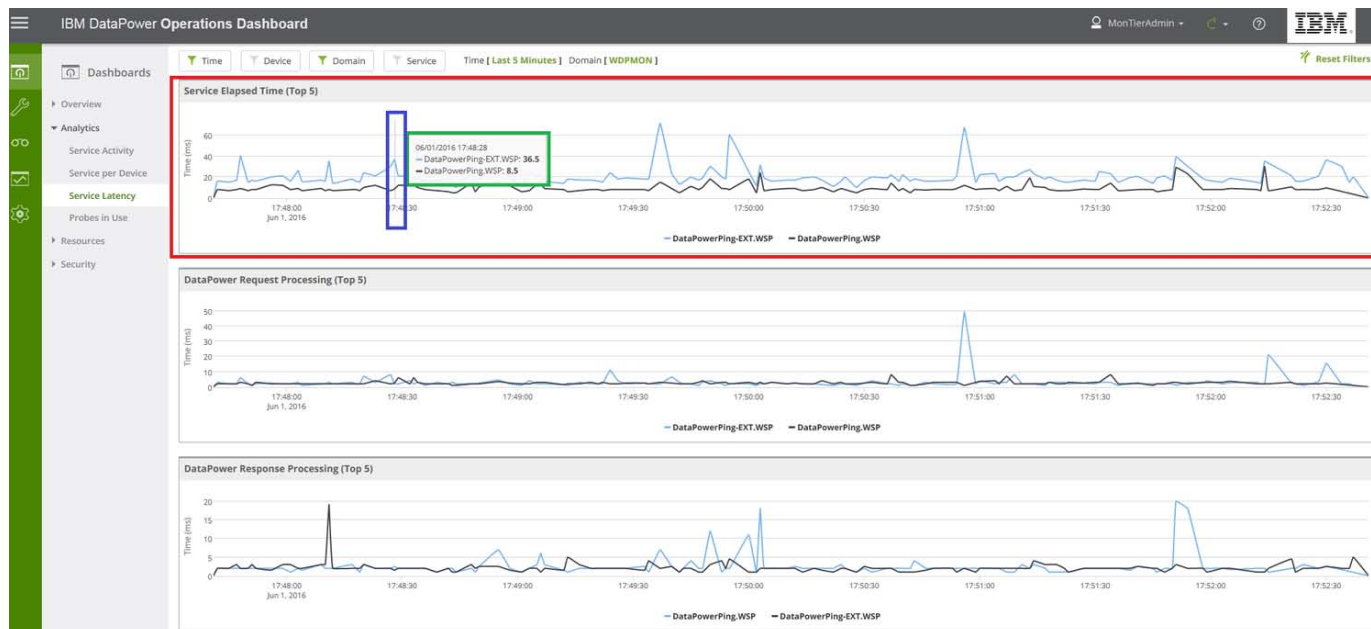 IBM DataPower Operations Dashboard
MonTierAdmin
IBM
Dashboards
Overview
Analytics
Service Activity
Service per Device
Service Latency
Probes in Use
Resources
Security
Time Device Domain Service Time [ Last 5 Minutes ] Domain [ WDPMON ] Reset Filters
Service Elapsed Time (Top 5)
Time (ms)
60
40
20
0
06/01/2016 17:48:28
DataPowerPing-EXT.WSP: 36.5
DataPowerPing.WSP: 8.5
17:48:00 17:48:30 17:49:00 17:49:30 17:50:00 17:50:30 17:51:00 17:51:30 17:52:00 17:52:30
Jun 1, 2016
DataPowerPing-EXT.WSP DataPowerPing.WSP
DataPower Request Processing (Top 5)
Time (ms)
50
40
30
20
10
0
17:48:00 17:48:30 17:49:00 17:49:30 17:50:00 17:50:30 17:51:00 17:51:30 17:52:00 17:52:30
Jun 1, 2016
DataPowerPing-EXT.WSP DataPowerPing.WSP
DataPower Response Processing (Top 5)
Time (ms)
20
15
10
5
0
17:48:00 17:48:30 17:49:00 17:49:30 17:50:00 17:50:30 17:51:00 17:51:30 17:52:00 17:52:30
Jun 1, 2016
DataPowerPing.WSP DataPowerPing-EXT.WSP